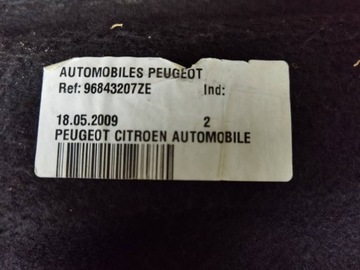 AUTOMOBILES PEUGEOT
Ref: 96843207ZE Ind:
18.05.2009 2
PEUGEOT CITROEN AUTOMOBILE